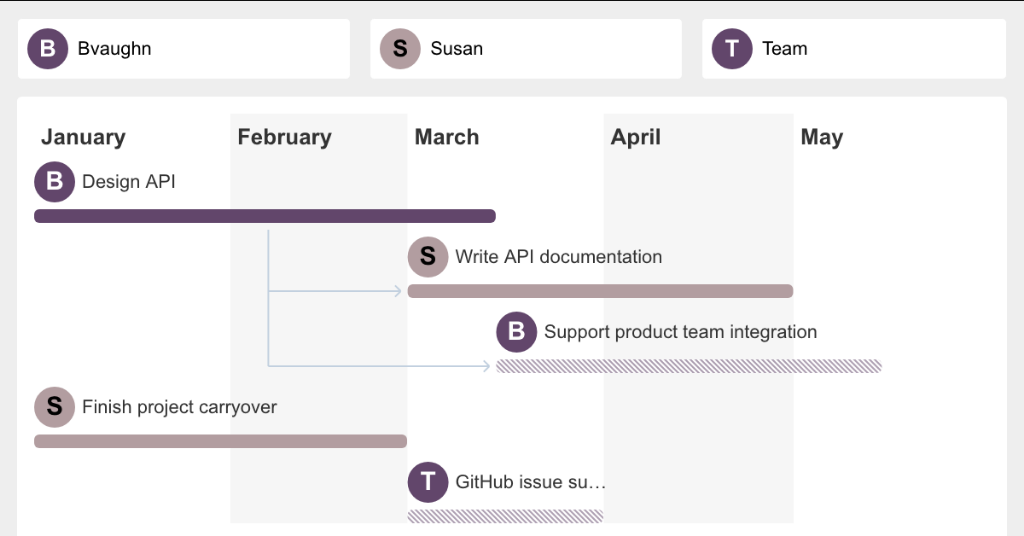 B Bvaughn S Susan T Team
January February March April May
B Design API
S Write API documentation
B Support product team integration
S Finish project carryover
T GitHub issue su…